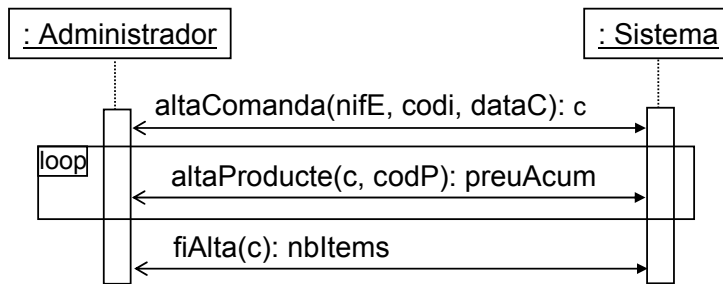 : Administrador
: Sistema
altaComanda(nifE, codi, dataC): c
loop
altaProducte(c, codP): preuAcum
fiAlta(c): nbItems